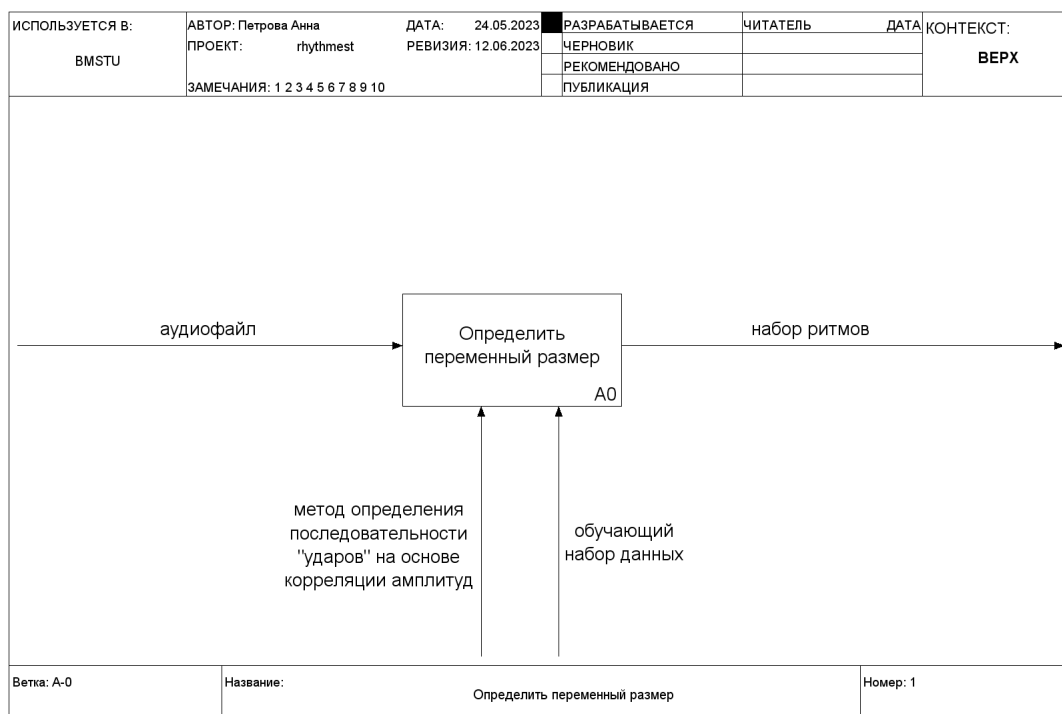 ИСПОЛЬЗУЕТСЯ В:
BMSTU
АВТОР: Петрова Анна
ДАТА: 24.05.2023
ПРОЕКТ: rhythmest
РЕВИЗИЯ: 12.06.2023
ЗАМЕЧАНИЯ: 1 2 3 4 5 6 7 8 9 10
РАЗРАБАТЫВАЕТСЯ
ЧЕРНОВИК
РЕКОМЕНДОВАНО
ПУБЛИКАЦИЯ
ЧИТАТЕЛЬ ДАТА
КОНТЕКСТ:
ВЕРХ
аудиофайл
Определить
переменный размер
A0
набор ритмов
метод определения
последовательности
"ударов" на основе
корреляции амплитуд
обучающий
набор данных
Ветка: A-0
Название:
Определить переменный размер
Номер: 1